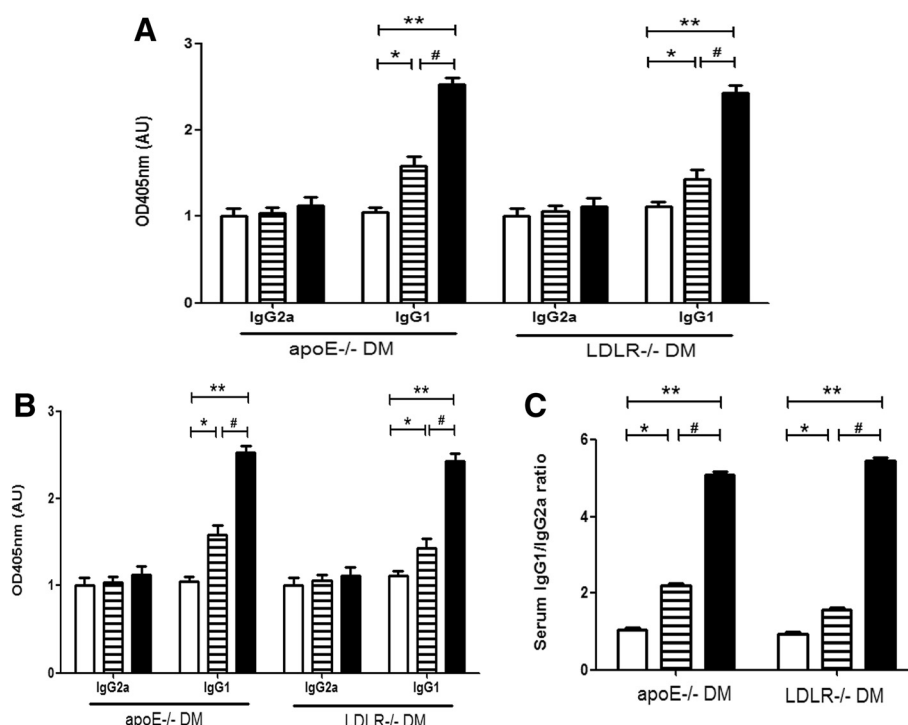 A
**
**
*
#
*
#
3
2
1
0
OD405nm (AU)
IgG2a
IgG1
IgG2a
IgG1
apoE-/- DM
LDLR-/- DM
B
**
**
*
#
*
#
3
2
1
0
OD405nm (AU)
IgG2a
IgG1
IgG2a
IgG1
apoE-/- DM
LDLR-/- DM
C
**
**
*
#
*
#
6
4
2
0
Serum IgG1/IgG2a ratio
apoE-/- DM
LDLR-/- DM